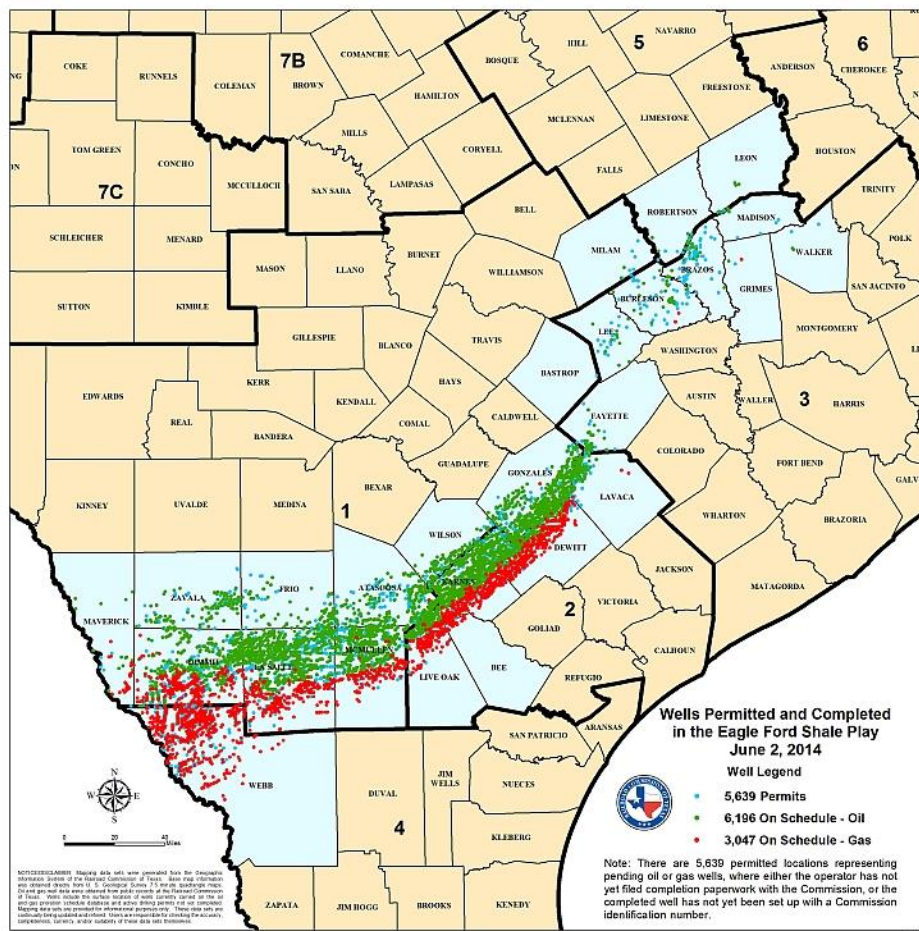 7B
5
6
7C
1
2
3
4
COKE
RUNNELS
COLEMAN
BROWN
COMANCHE
HAMILTON
MILLS
BOSQUE
HILL
NAVARRO
ANDERSON
CHEROKEE
FREESTONE
LIMESTONE
MCLENNAN
TOM GREEN
CONCHO
MCCULLOCH
SAN SABA
LAMPASAS
CORYELL
FALLS
LEON
HOUSTON
TRINITY
SCHLEICHER
MENARD
MASON
LLANO
BURNET
BELL
MILAM
ROBERTSON
MADISON
WALKER
POLK
SUTTON
KIMBLE
WILLIAMSON
BRAZOS
GRIMES
SAN JACINTO
GILLESPIE
BLANCO
TRAVIS
LEE
BURLESON
WASHINGTON
MONTGOMERY
EDWARDS
KERR
KENDALL
HAYS
BASTROP
AUSTIN
WALLER
HARRIS
REAL
BANDERA
COMAL
CALDWELL
FAYETTE
COLORADO
FORT BEND
KINNEY
UVALDE
MEDINA
BEXAR
GUADALUPE
GONZALES
LAVACA
WHARTON
BRAZORIA
WILSON
DEWITT
JACKSON
MATAGORDA
MAVERICK
ZAVALA
FRIO
ATASCOSA
KARNES
GOLIAD
VICTORIA
CALHOUN
DIMMIT
LA SALLE
MCMULLEN
LIVE OAK
BEE
REFUGIO
ARANSAS
SAN PATRICIO
WEBB
DUVAL
JIM WELLS
NUECES
KLEBERG
ZAPATA
JIM HOGG
BROOKS
KENEDY
Wells Permitted and Completed
in the Eagle Ford Shale Play
June 2, 2014
Well Legend
5,639 Permits
6,196 On Schedule - Oil
3,047 On Schedule - Gas
Note: There are 5,639 permitted locations representing
pending oil or gas wells, where either the operator has not
yet filed completion paperwork with the Commission, or the
completed well has not yet been set up with a Commission
identification number.
N
W
E
S
0 20 40
Miles